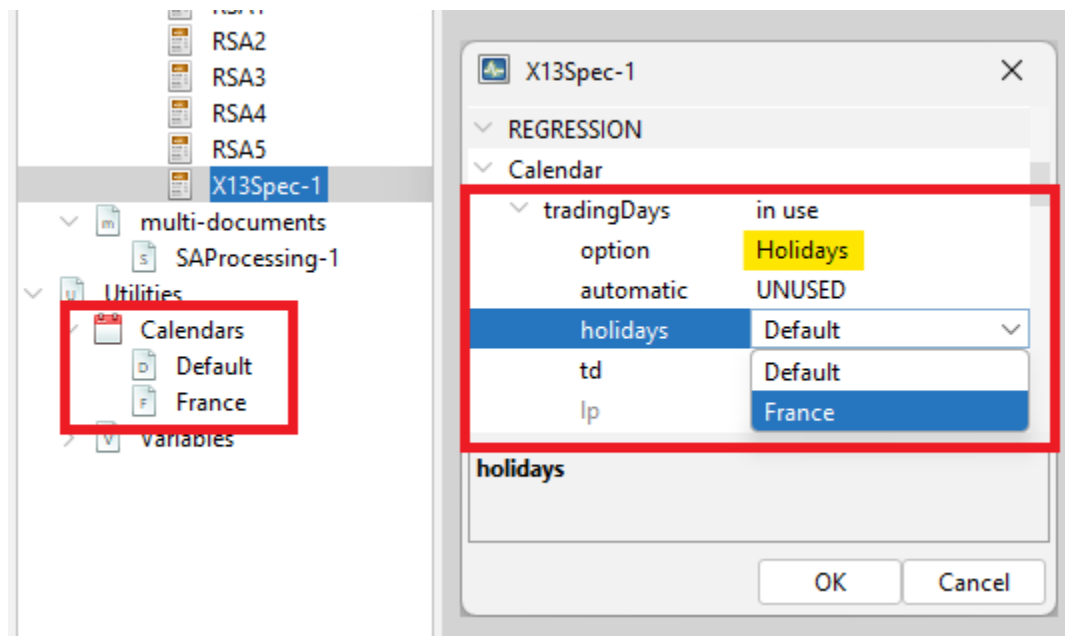 RSA2
RSA3
RSA4
RSA5
X13Spec-1
multi-documents
SAProcessing-1
Utilities
Calendars
Default
France
Variables
X13Spec-1
REGRESSION
Calendar
tradingDays in use
option Holidays
automatic UNUSED
holidays Default
td Default
lp France
holidays
OK Cancel